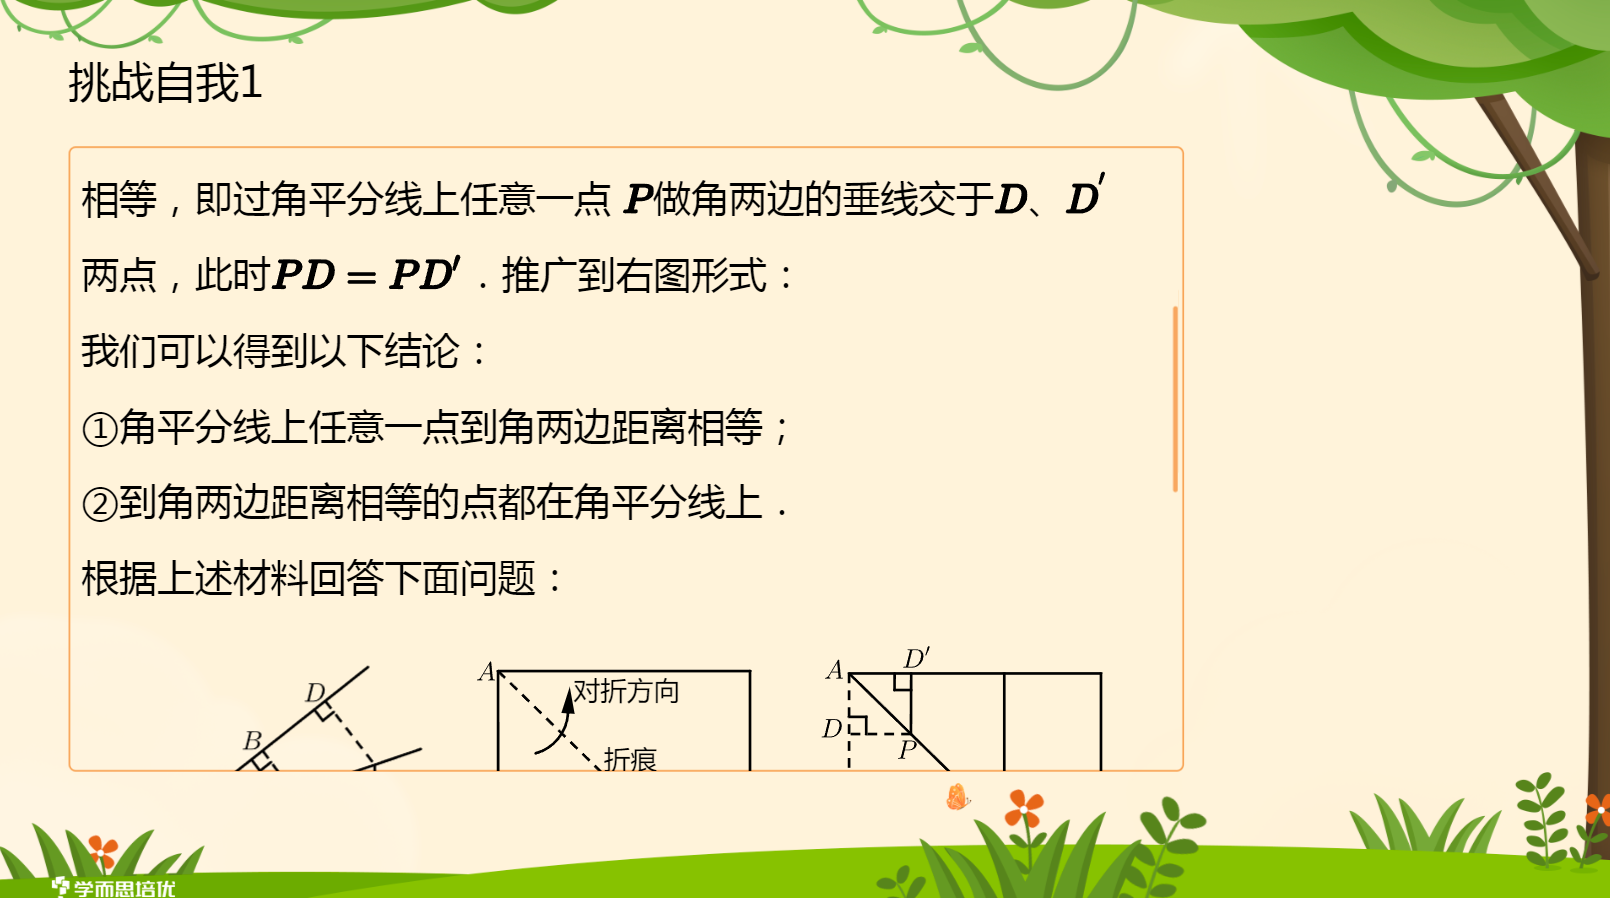 挑战自我1
相等，即过角平分线上任意一点 P做角两边的垂线交于D、D′
两点，此时PD = PD′．推广到右图形式：
我们可以得到以下结论：
①角平分线上任意一点到角两边距离相等；
②到角两边距离相等的点都在角平分线上．
根据上述材料回答下面问题：
D
B
A
对折方向
折痕
A
D′
D
P
学而思培优